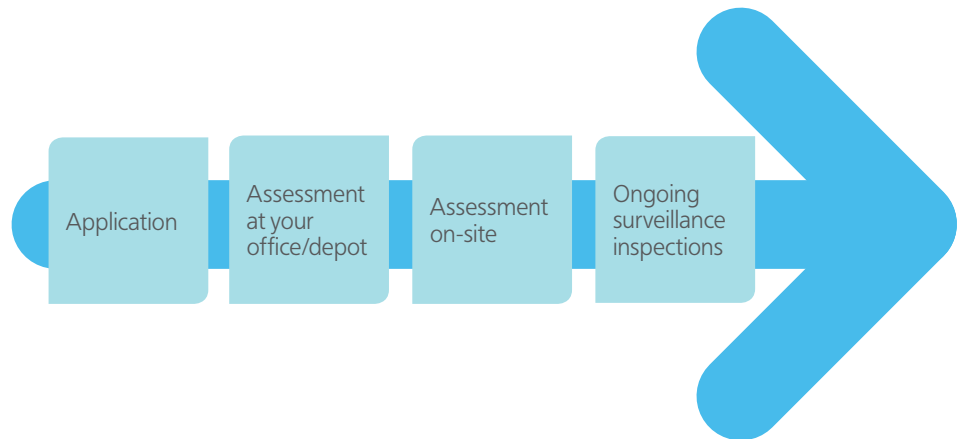 Application
Assessment
at your
office/depot
Assessment
on-site
Ongoing
surveillance
inspections